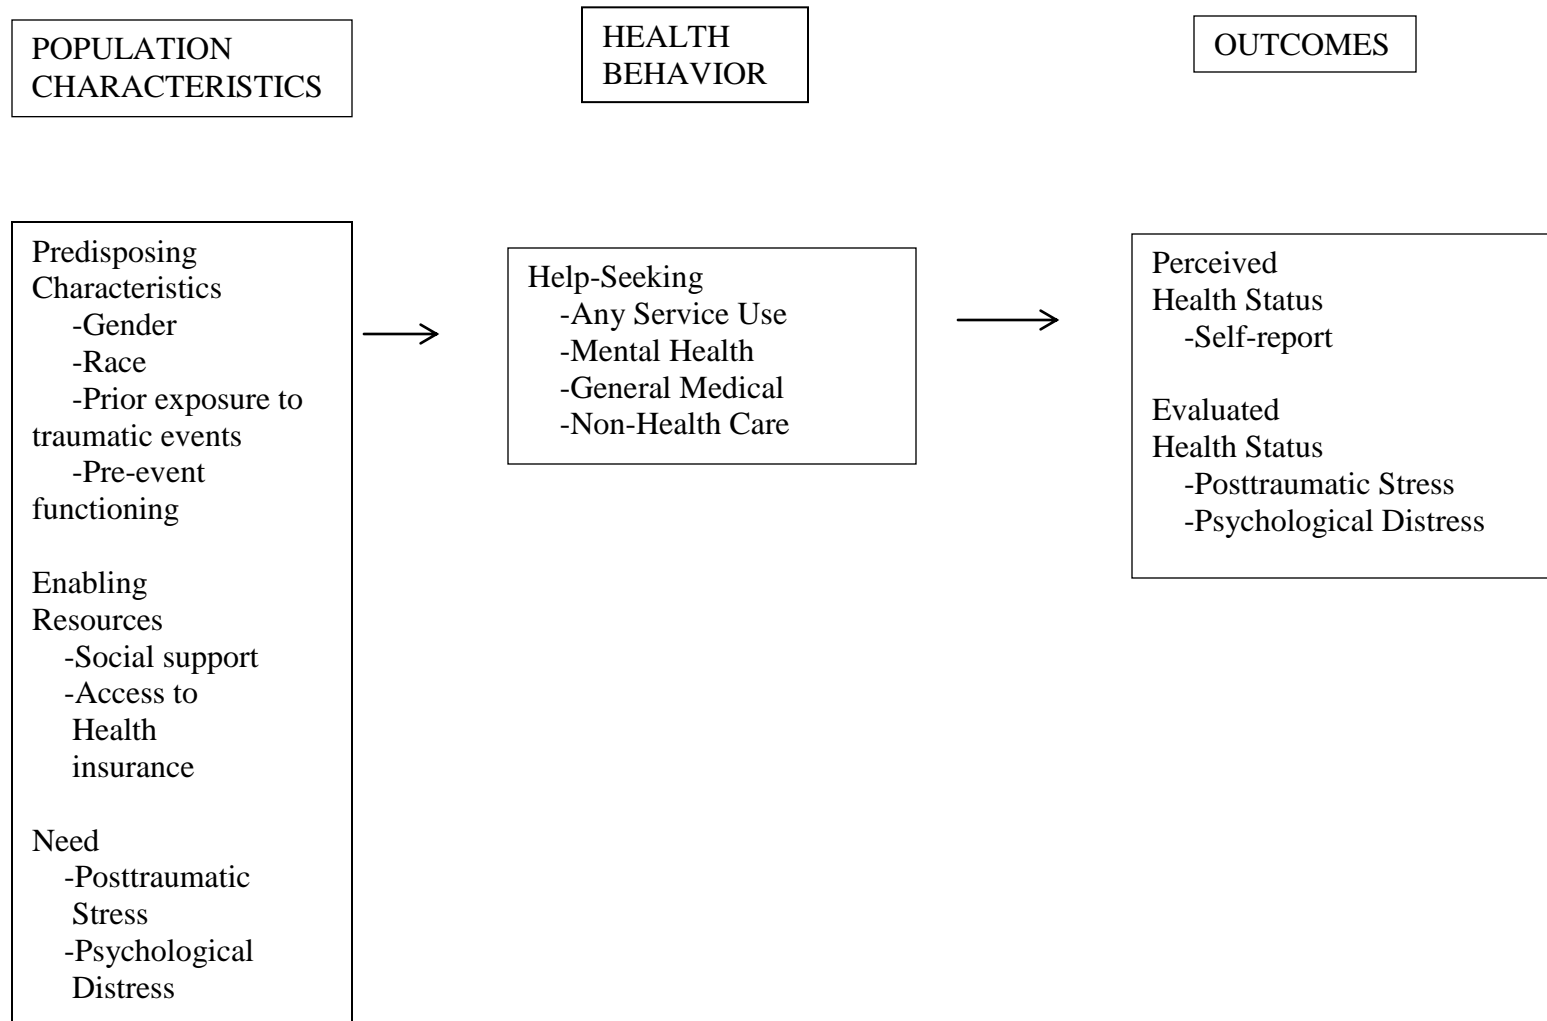 POPULATION
CHARACTERISTICS
HEALTH
BEHAVIOR
OUTCOMES
Predisposing
Characteristics
-Gender
-Race
-Prior exposure to
traumatic events
-Pre-event
functioning
Enabling
Resources
-Social support
-Access to
Health
insurance
Need
-Posttraumatic
Stress
-Psychological
Distress
Help-Seeking
-Any Service Use
-Mental Health
-General Medical
-Non-Health Care
Perceived
Health Status
-Self-report
Evaluated
Health Status
-Posttraumatic Stress
-Psychological Distress